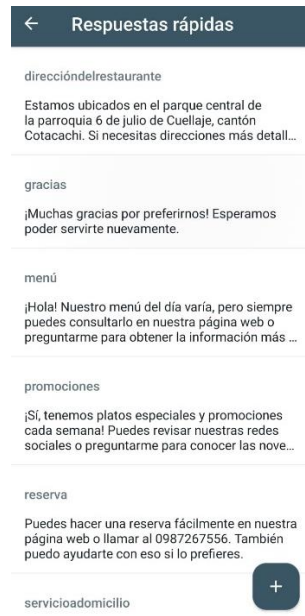 Respuestas rápidas
direccióndelrestaurante
Estamos ubicados en el parque central de
la parroquia 6 de julio de Cuellaje, cantón
Cotacachi. Si necesitas direcciones más detall...
gracias
¡Muchas gracias por preferirnos! Esperamos
poder servirte nuevamente.
menú
¡Hola! Nuestro menú del día varía, pero siempre
puedes consultarlo en nuestra página web o
preguntarme para obtener la información más ...
promociones
¡Sí, tenemos platos especiales y promociones
cada semana! Puedes revisar nuestras redes
sociales o preguntarme para conocer las nove...
reserva
Puedes hacer una reserva fácilmente en nuestra
página web o llamar al 0987267556. También
puedo ayudarte con eso si lo prefieres.
servicioadomicilio